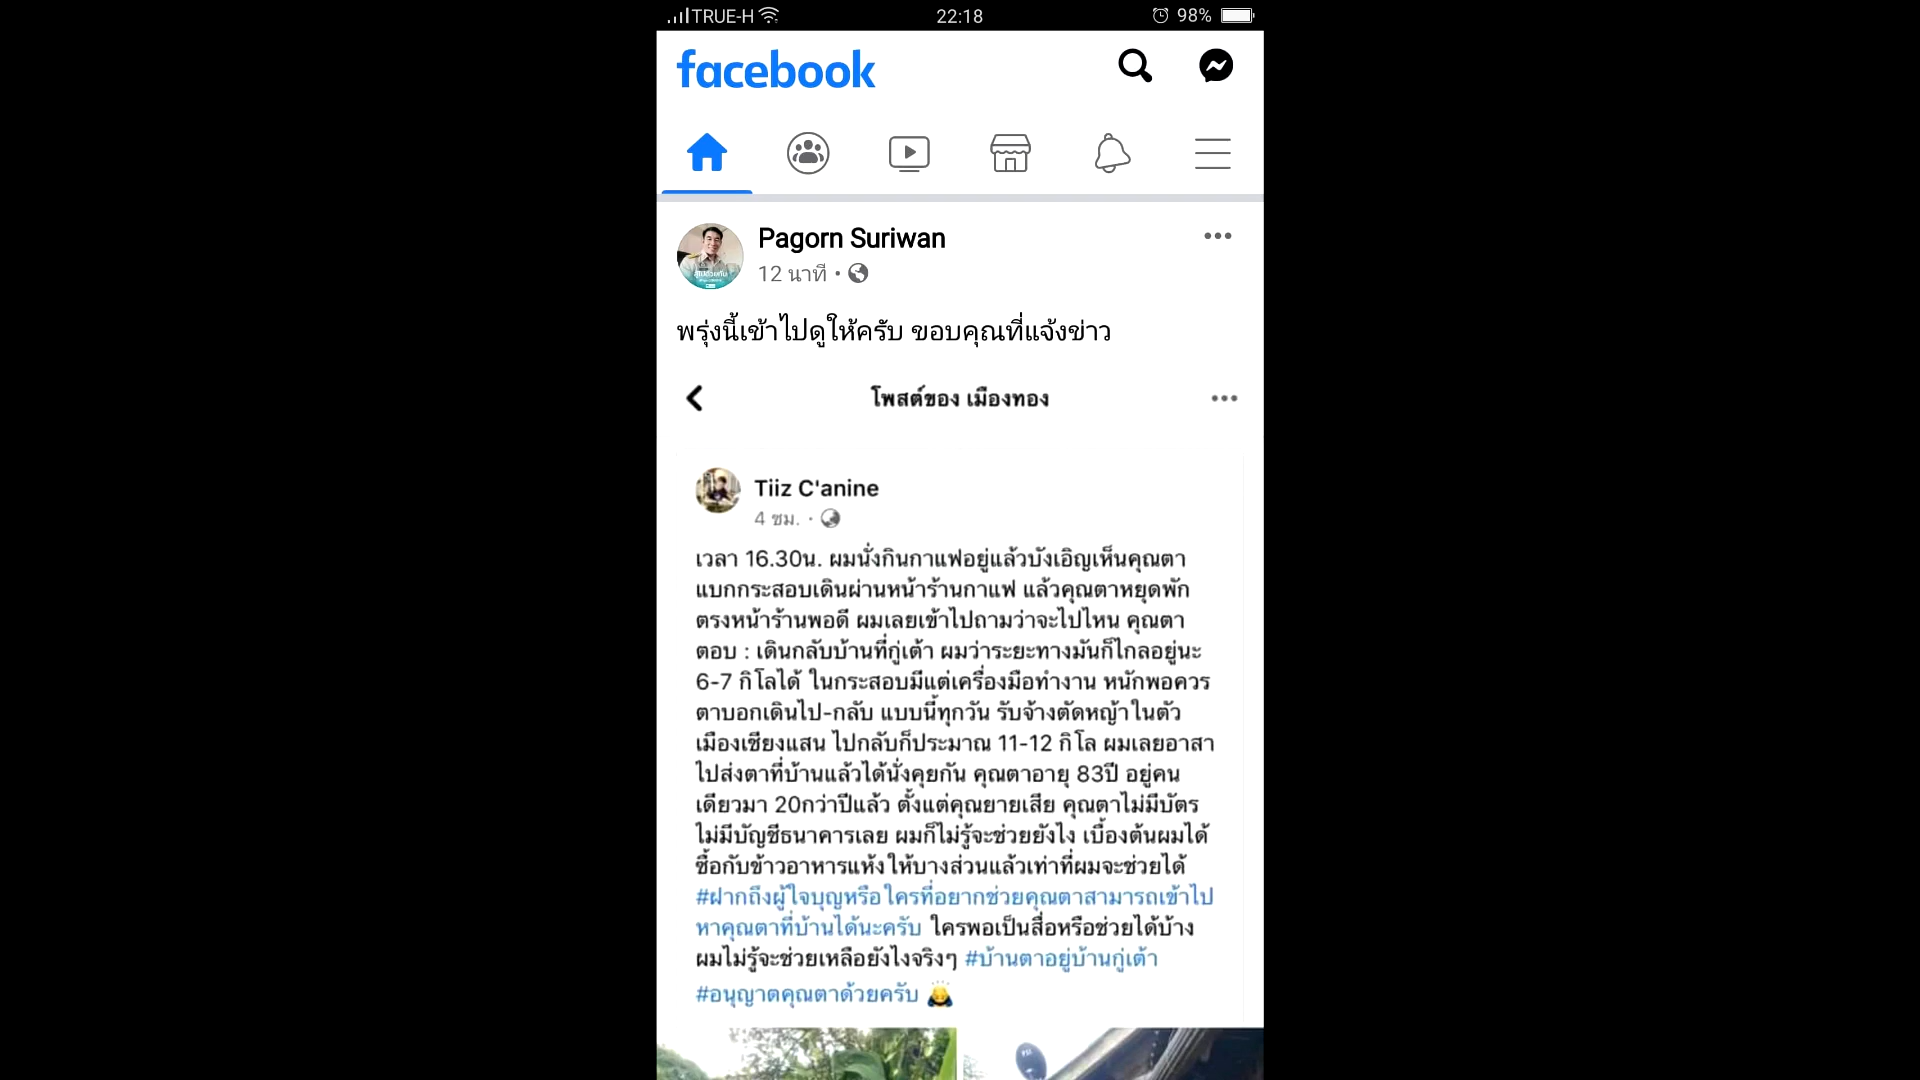 TRUE-H
22:18
98%
facebook
Pagorn Suriwan
12 นาที
พรุ่งนี้เข้าไปดูให้ครับ ขอบคุณที่แจ้งข่าว
โพสต์ของ เมืองทอง
Tiiz C'anine
4 ชม.
เวลา 16.30น. ผมนั่งกินกาแฟอยู่แล้วบังเอิญเห็นคุณตา
แบกกระสอบเดินผ่านหน้าร้านกาแฟ แล้วคุณตาหยุดพัก
ตรงหน้าร้านพอดี ผมเลยเข้าไปถามว่าจะไปไหน คุณตา
ตอบ : เดินกลับบ้านที่กู่เต้า ผมว่าระยะทางมันก็ไกลอยู่นะ
6-7 กิโลได้ ในกระสอบมีแต่เครื่องมือทำงาน หนักพอควร
ตาบอกเดินไป-กลับ แบบนี้ทุกวัน รับจ้างตัดหญ้าในตัว
เมืองเชียงแสน ไปกลับก็ประมาณ 11-12 กิโล ผมเลยอาสา
ไปส่งตาที่บ้านแล้วได้นั่งคุยกัน คุณตาอายุ 83ปี อยู่คน
เดียวมา 20กว่าปีแล้ว ตั้งแต่คุณยายเสีย คุณตาไม่มีบัตร
ไม่มีบัญชีธนาคารเลย ผมก็ไม่รู้จะช่วยยังไง เบื้องต้นผมได้
ซื้อกับข้าวอาหารแห้งให้บางส่วนแล้วเท่าที่ผมจะช่วยได้
#ฝากถึงผู้ใจบุญหรือใครที่อยากช่วยคุณตาสามารถเข้าไป
หาคุณตาที่บ้านได้นะครับ ใครพอเป็นสื่อหรือช่วยได้บ้าง
ผมไม่รู้จะช่วยเหลือยังไงจริงๆ #บ้านตาอยู่บ้านกู่เต้า
#อนุญาตคุณตาด้วยครับ